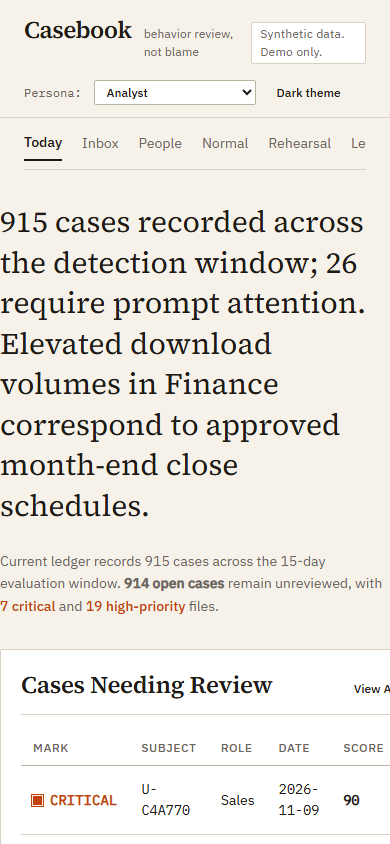 Casebook
behavior review,
not blame
Synthetic data.
Demo only.
Persona:
Analyst
Dark theme
Today Inbox People Normal Rehearsal Le
915 cases recorded across
the detection window; 26
require prompt attention.
Elevated download
volumes in Finance
correspond to approved
month-end close
schedules.
Current ledger records 915 cases across the 15-day
evaluation window. 914 open cases remain unreviewed, with
7 critical and 19 high-priority files.
Cases Needing Review
View A
MARK SUBJECT ROLE DATE SCORE
CRITICAL U-C4A770 Sales 2026-11-09 90